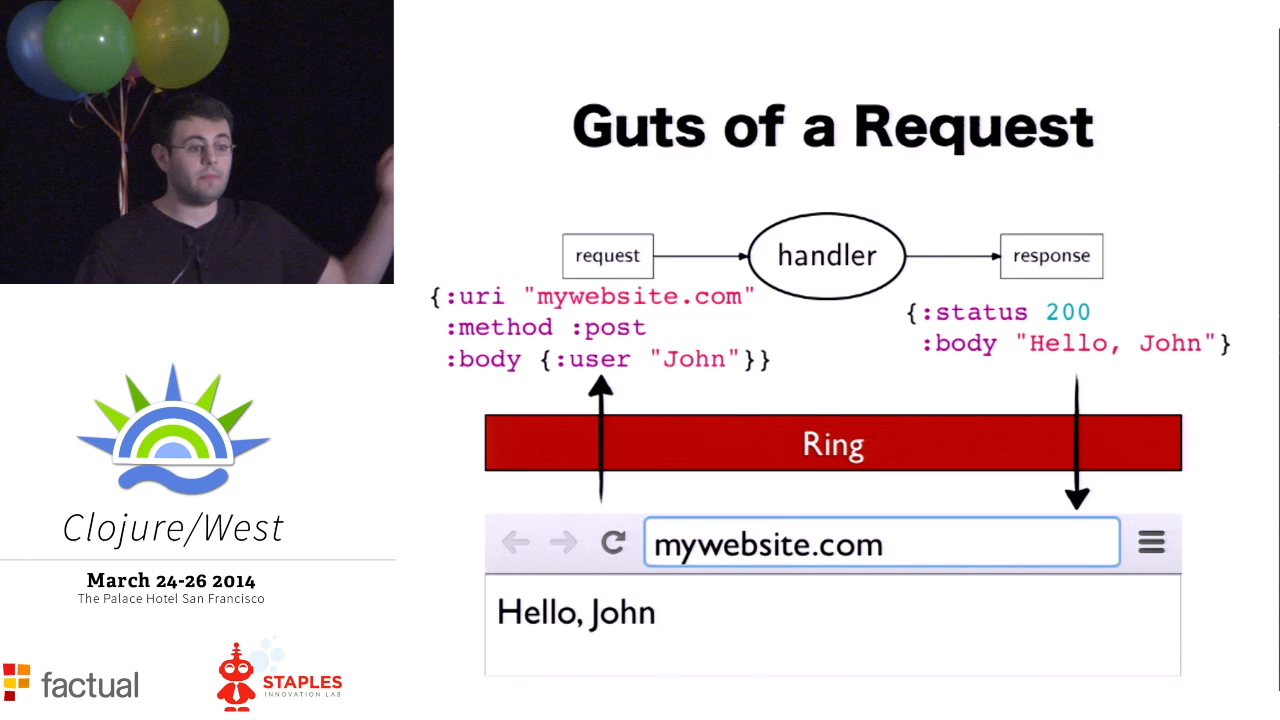 Guts of a Request
request
handler
response
{:uri "mywebsite.com"
:method :post
:body {:user "John"}}
{:status 200
:body "Hello, John"}
Ring
mywebsite.com
Hello, John
Clojure/West
March 24-26 2014
The Palace Hotel San Francisco
factual
STAPLES
INNOVATION LAB